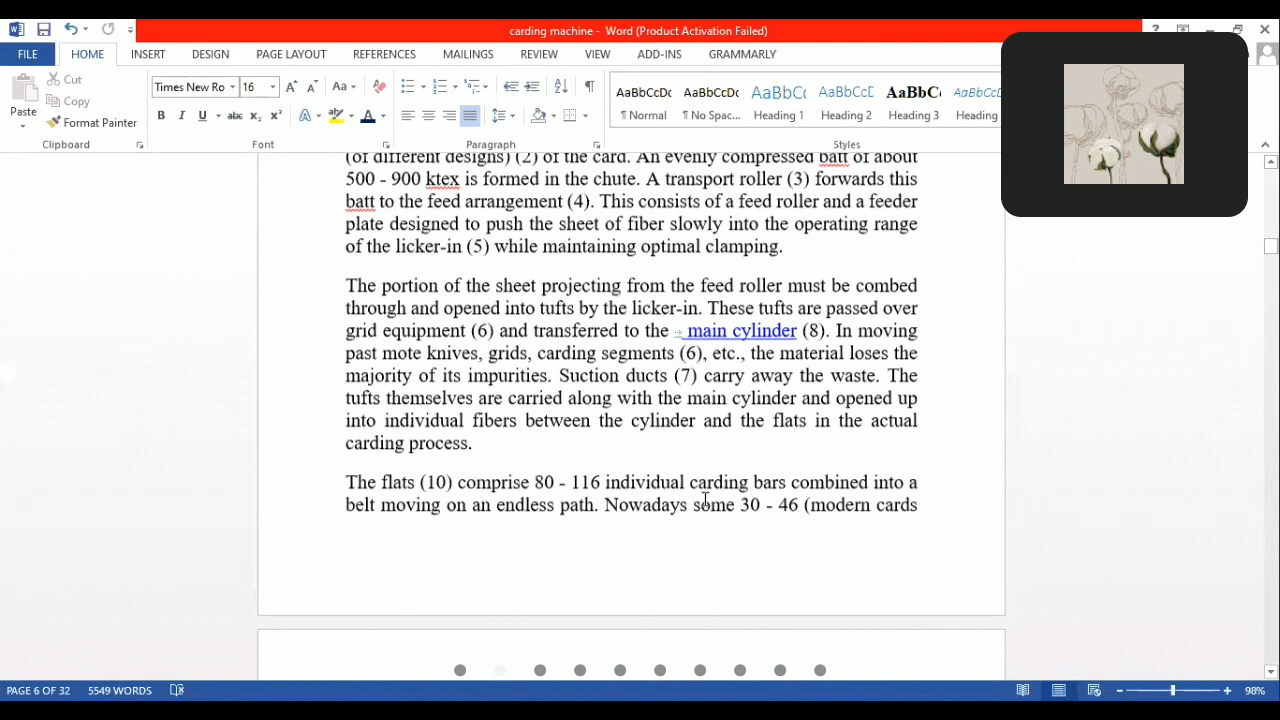 carding machine - Word (Product Activation Failed)
FILE HOME INSERT DESIGN PAGE LAYOUT REFERENCES MAILINGS REVIEW VIEW ADD-INS GRAMMARLY
Cut
Copy
Format Painter
Paste
Clipboard
Times New Ro 16
Font
Paragraph
AaBbCcDc AaBbCcDc AaBbCc AaBbCcD AaBbC AaBbCcD
¶ Normal ¶ No Spac... Heading 1 Heading 2 Heading 3 Heading
Styles
(of different designs) (2) of the card. An evenly compressed batt of about
500 - 900 ktex is formed in the chute. A transport roller (3) forwards this
batt to the feed arrangement (4). This consists of a feed roller and a feeder
plate designed to push the sheet of fiber slowly into the operating range
of the licker-in (5) while maintaining optimal clamping.
The portion of the sheet projecting from the feed roller must be combed
through and opened into tufts by the licker-in. These tufts are passed over
grid equipment (6) and transferred to the main cylinder (8). In moving
past mote knives, grids, carding segments (6), etc., the material loses the
majority of its impurities. Suction ducts (7) carry away the waste. The
tufts themselves are carried along with the main cylinder and opened up
into individual fibers between the cylinder and the flats in the actual
carding process.
The flats (10) comprise 80 - 116 individual carding bars combined into a
belt moving on an endless path. Nowadays some 30 - 46 (modern cards
PAGE 6 OF 32 5549 WORDS 98%